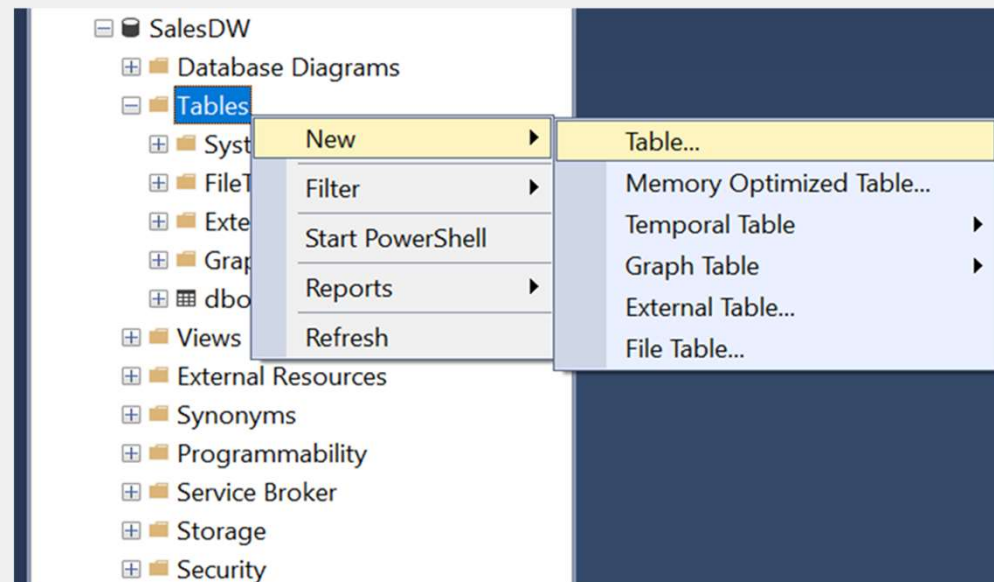 SalesDW
Database Diagrams
Tables
Syst
New
Table...
FileT
Filter
Memory Optimized Table...
Exte
Start PowerShell
Temporal Table
Grap
Reports
Graph Table
dbo
Refresh
External Table...
Views
File Table...
External Resources
Synonyms
Programmability
Service Broker
Storage
Security